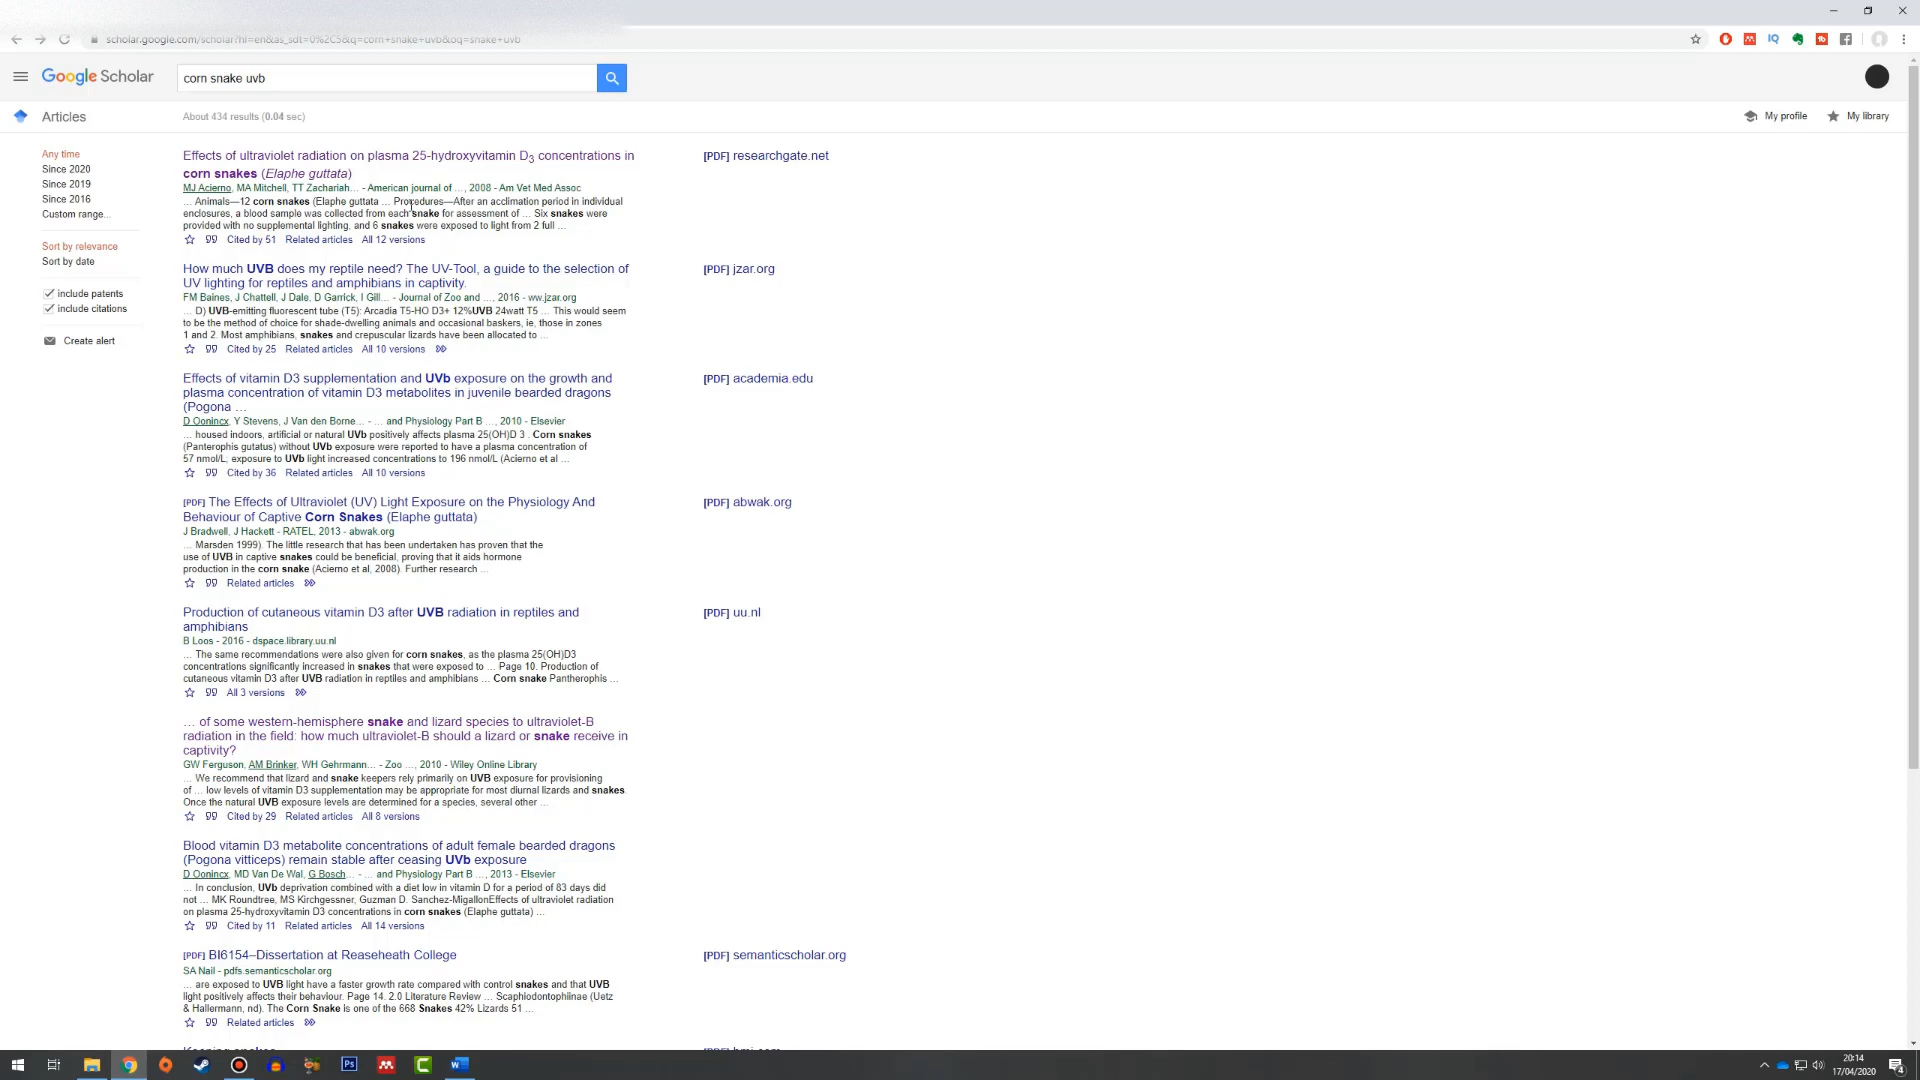 scholar.google.com/scholar?hl=en&as_sdt=0%2C5&q=corn+snake+uvb&oq=snake+uvb
Google Scholar
corn snake uvb
Articles
About 434 results (0.04 sec)
My profile
My library
Any time
Since 2020
Since 2019
Since 2016
Custom range...
Sort by relevance
Sort by date
include patents
include citations
Create alert
Effects of ultraviolet radiation on plasma 25-hydroxyvitamin D3 concentrations in
corn snakes (Elaphe guttata)
MJ Acierno, MA Mitchell, TT Zachariah… - American journal of …, 2008 - Am Vet Med Assoc
… Animals—12 corn snakes (Elaphe guttata … Procedures—After an acclimation period in individual
enclosures, a blood sample was collected from each snake for assessment of … Six snakes were
provided with no supplemental lighting, and 6 snakes were exposed to light from 2 full …
Cited by 51 Related articles All 12 versions
[PDF] researchgate.net
How much UVB does my reptile need? The UV-Tool, a guide to the selection of
UV lighting for reptiles and amphibians in captivity.
FM Baines, J Chattell, J Dale, D Garrick, I Gill… - Journal of Zoo and …, 2016 - ww.jzar.org
… D) UVB-emitting fluorescent tube (T5): Arcadia T5-HO D3+ 12%UVB 24watt T5 … This would seem
to be the method of choice for shade-dwelling animals and occasional baskers, ie, those in zones
1 and 2. Most amphibians, snakes and crepuscular lizards have been allocated to …
Cited by 25 Related articles All 10 versions
[PDF] jzar.org
Effects of vitamin D3 supplementation and UVb exposure on the growth and
plasma concentration of vitamin D3 metabolites in juvenile bearded dragons
(Pogona …
D Oonincx, Y Stevens, J Van den Borne… - … and Physiology Part B …, 2010 - Elsevier
… housed indoors, artificial or natural UVb positively affects plasma 25(OH)D 3 . Corn snakes
(Panterophis gutatus) without UVb exposure were reported to have a plasma concentration of
57 nmol/L; exposure to UVb light increased concentrations to 196 nmol/L (Acierno et al …
Cited by 36 Related articles All 10 versions
[PDF] academia.edu
[PDF] The Effects of Ultraviolet (UV) Light Exposure on the Physiology And
Behaviour of Captive Corn Snakes (Elaphe guttata)
J Bradwell, J Hackett - RATEL, 2013 - abwak.org
… Marsden 1999). The little research that has been undertaken has proven that the
use of UVB in captive snakes could be beneficial, proving that it aids hormone
production in the corn snake (Acierno et al, 2008). Further research …
Related articles
[PDF] abwak.org
Production of cutaneous vitamin D3 after UVB radiation in reptiles and
amphibians
B Loos - 2016 - dspace.library.uu.nl
… The same recommendations were also given for corn snakes, as the plasma 25(OH)D3
concentrations significantly increased in snakes that were exposed to … Page 10. Production of
cutaneous vitamin D3 after UVB radiation in reptiles and amphibians … Corn snake Pantherophis …
All 3 versions
[PDF] uu.nl
… of some western-hemisphere snake and lizard species to ultraviolet-B
radiation in the field: how much ultraviolet-B should a lizard or snake receive in
captivity?
GW Ferguson, AM Brinker, WH Gehrmann… - Zoo …, 2010 - Wiley Online Library
… We recommend that lizard and snake keepers rely primarily on UVB exposure for provisioning
of … low levels of vitamin D3 supplementation may be appropriate for most diurnal lizards and snakes.
Once the natural UVB exposure levels are determined for a species, several other …
Cited by 29 Related articles All 8 versions
Blood vitamin D3 metabolite concentrations of adult female bearded dragons
(Pogona vitticeps) remain stable after ceasing UVb exposure
D Oonincx, MD Van De Wal, G Bosch… - … and Physiology Part B …, 2013 - Elsevier
… In conclusion, UVb deprivation combined with a diet low in vitamin D for a period of 83 days did
not … MK Roundtree, MS Kirchgessner, Guzman D. Sanchez-MigallonEffects of ultraviolet radiation
on plasma 25-hydroxyvitamin D3 concentrations in corn snakes (Elaphe guttata) …
Cited by 11 Related articles All 14 versions
[PDF] BI6154–Dissertation at Reaseheath College
SA Nail - pdfs.semanticscholar.org
… are exposed to UVB light have a faster growth rate compared with control snakes and that UVB
light positively affects their behaviour. Page 14. 2.0 Literature Review … Scaphiodontophiinae (Uetz
& Hallermann, nd). The Corn Snake is one of the 668 Snakes 42% Lizards 51 …
Related articles
[PDF] semanticscholar.org
20:14
17/04/2020